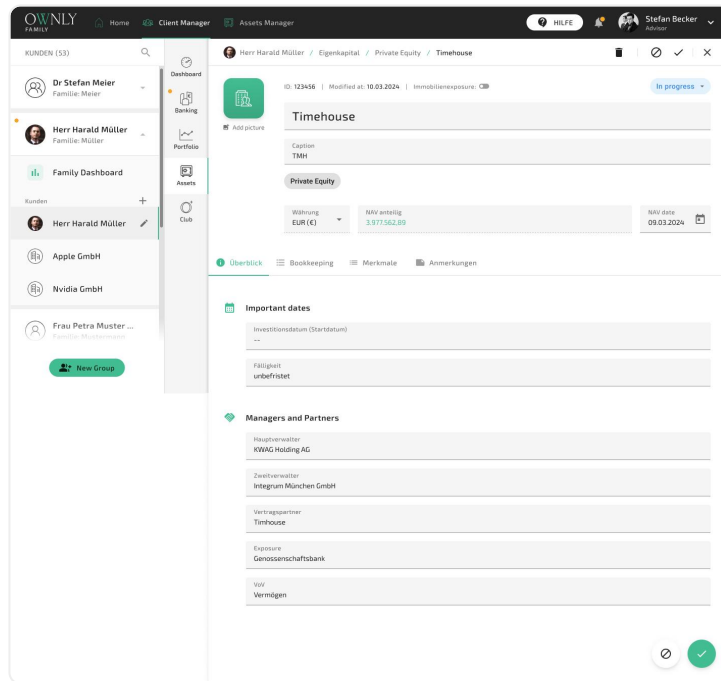 OWNLY
FAMILY
Home
Client Manager
Assets Manager
HILFE
Stefan Becker
Advisor
KUNDEN (53)
Dr Stefan Meier
Familie: Meier
Herr Harald Müller
Familie: Müller
Family Dashboard
Kunden
Herr Harald Müller
Apple GmbH
Nvidia GmbH
Frau Petra Muster ...
Familie: Mustermann
New Group
Dashboard
Banking
Portfolio
Assets
Club
Herr Harald Müller / Eigenkapital / Private Equity / Timehouse
ID: 123456 | Modified at: 10.03.2024 | Immobilienexposure:
In progress
Add picture
Timehouse
Caption
TMH
Private Equity
Währung
EUR (€)
NAV anteilig
3.977.562,89
NAV date
09.03.2024
Überblick
Bookkeeping
Merkmale
Anmerkungen
Important dates
Investitionsdatum (Startdatum)
--
Fälligkeit
unbefristet
Managers and Partners
Hauptverwalter
KWAG Holding AG
Zweitverwalter
Integrum München GmbH
Vertragspartner
Timhouse
Exposure
Genossenschaftsbank
VoV
Vermögen